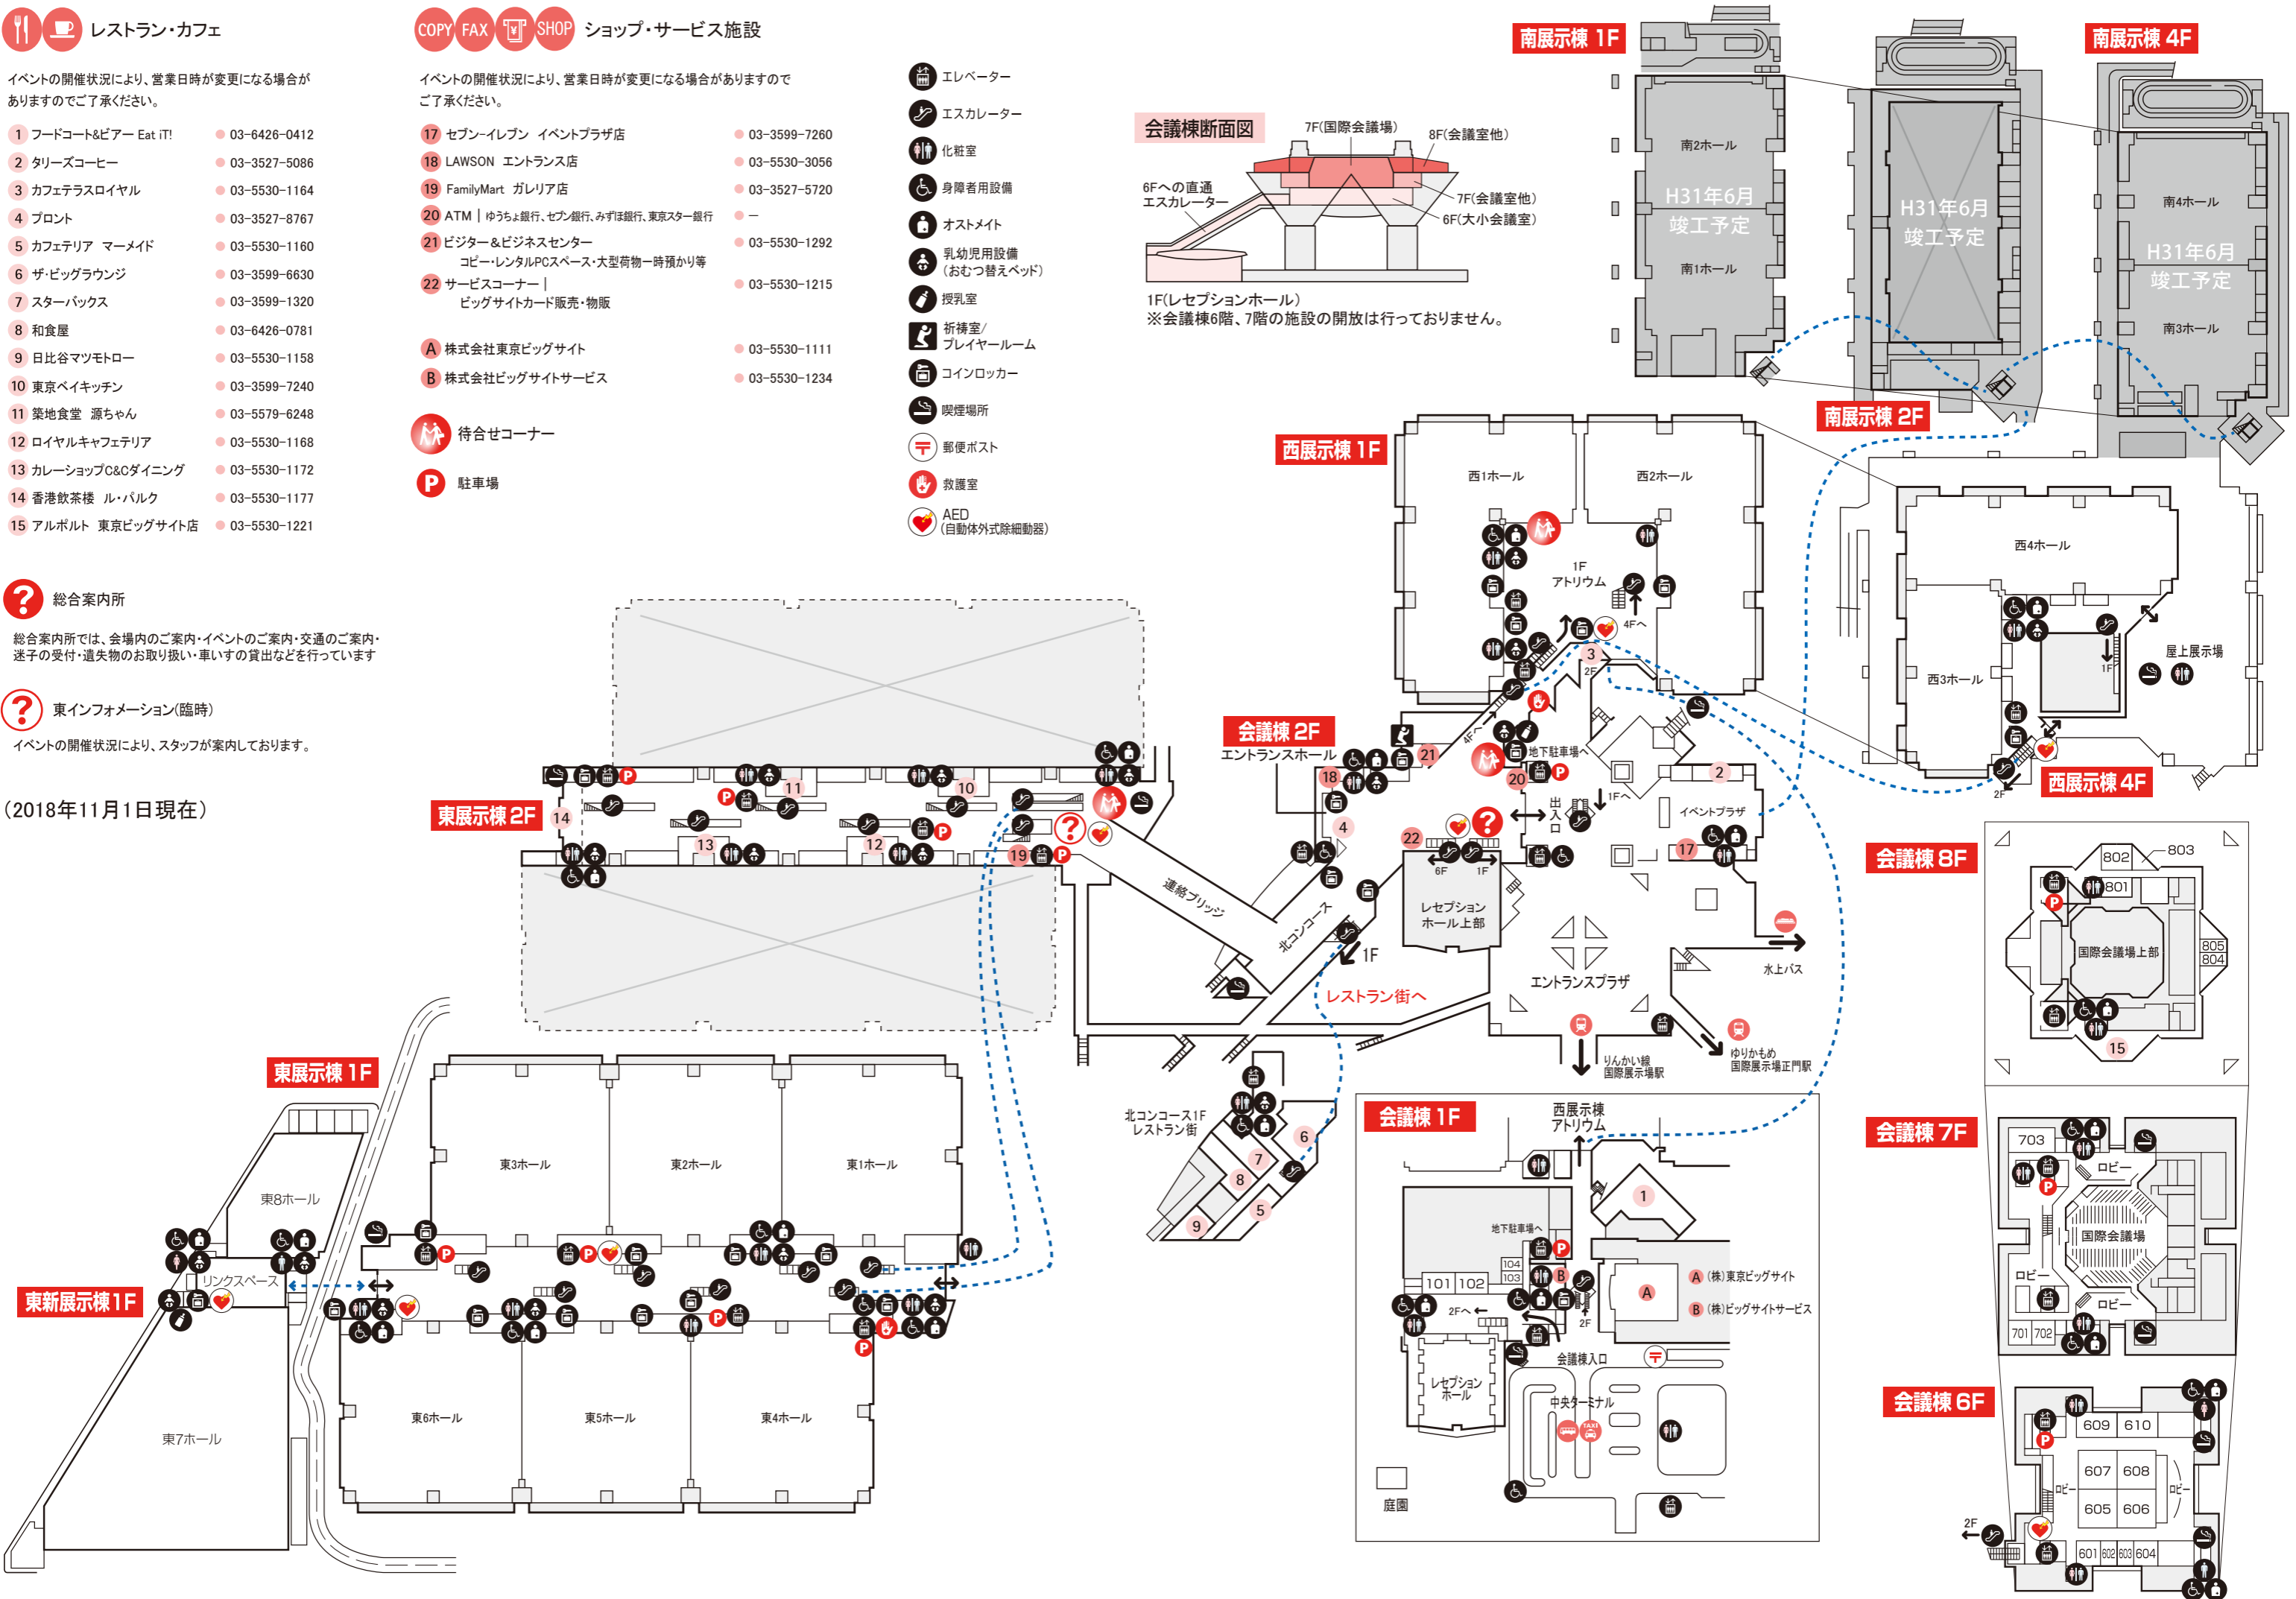 レストラン・カフェ
イベントの開催状況により、営業日時が変更になる場合が
ありますのでご了承ください。
1 フードコート&ビアー Eat iT! 03-6426-0412
2 タリーズコーヒー 03-3527-5086
3 カフェテラスロイヤル 03-5530-1164
4 プロント 03-3527-8767
5 カフェテリア マーメイド 03-5530-1160
6 ザ・ビッグラウンジ 03-3599-6630
7 スターバックス 03-3599-1320
8 和食屋 03-6426-0781
9 日比谷マツモトロー 03-5530-1158
10 東京ベイキッチン 03-3599-7240
11 築地食堂 源ちゃん 03-5579-6248
12 ロイヤルキャフェテリア 03-5530-1168
13 カレーショップC&Cダイニング 03-5530-1172
14 香港飲茶楼 ル・パルク 03-5530-1177
15 アルポルト 東京ビッグサイト店 03-5530-1221
? 総合案内所
総合案内所では、会場内のご案内・イベントのご案内・交通のご案内・
迷子の受付・遺失物のお取り扱い・車いすの貸出などを行っています
? 東インフォメーション(臨時)
イベントの開催状況により、スタッフが案内しております。
(2018年11月1日現在)
COPY FAX ¥ SHOP ショップ・サービス施設
イベントの開催状況により、営業日時が変更になる場合がありますので
ご了承ください。
17 セブン-イレブン イベントプラザ店 03-3599-7260
18 LAWSON エントランス店 03-5530-3056
19 FamilyMart ガレリア店 03-3527-5720
20 ATM | ゆうちょ銀行、セブン銀行、みずほ銀行、東京スター銀行 －
21 ビジター＆ビジネスセンター 03-5530-1292
コピー・レンタルPCスペース・大型荷物一時預かり等
22 サービスコーナー | 03-5530-1215
ビッグサイトカード販売・物販
A 株式会社東京ビッグサイト 03-5530-1111
B 株式会社ビッグサイトサービス 03-5530-1234
待合せコーナー
P 駐車場
エレベーター
エスカレーター
化粧室
身障者用設備
オストメイト
乳幼児用設備
(おむつ替えベッド)
授乳室
祈祷室/
プレイヤールーム
コインロッカー
喫煙場所
〒 郵便ポスト
救護室
AED
(自動体外式除細動器)
会議棟断面図
7F(国際会議場)
8F(会議室他)
6Fへの直通
エスカレーター
7F(会議室他)
6F(大小会議室)
1F(レセプションホール)
※会議棟6階、7階の施設の開放は行っておりません。
南展示棟 1F
南2ホール
H31年6月
竣工予定
南1ホール
H31年6月
竣工予定
南展示棟 2F
南展示棟 4F
南4ホール
H31年6月
竣工予定
南3ホール
西展示棟 1F
西1ホール
西2ホール
1F
アトリウム
4Fへ
3
2F
4Fへ
西4ホール
西3ホール
1F
屋上展示場
2F
西展示棟 4F
会議棟 2F
エントランスホール
21
18
地下駐車場へ
20
P
2
1Fへ
出入口
イベントプラザ
4
22
?
17
6F 1F
レセプション
ホール上部
エントランスプラザ
水上バス
りんかい線
国際展示場駅
ゆりかもめ
国際展示場正門駅
東展示棟 2F
P
11
10
P
14
13
12
P
?
19
P
連絡ブリッジ
北コンコース
1F
レストラン街へ
北コンコース1F
レストラン街
6
7
8
5
9
東展示棟 1F
東3ホール
東2ホール
東1ホール
東8ホール
リンクスペース
P
P
東新展示棟1F
P
P
東7ホール
東6ホール
東5ホール
東4ホール
会議棟 1F
西展示棟
アトリウム
1
地下駐車場へ
P
104
103
101 102
B
A
A (株)東京ビッグサイト
B (株)ビッグサイトサービス
2Fへ
2F
会議棟入口
〒
レセプション
ホール
中央ターミナル
TAXI
庭園
会議棟 8F
802
803
801
P
国際会議場上部
805
804
15
会議棟 7F
703
ロビー
P
国際会議場
ロビー
ロビー
701 702
会議棟 6F
609 610
P
607 608
ロビー
ロビー
605 606
2F
601 602 603 604